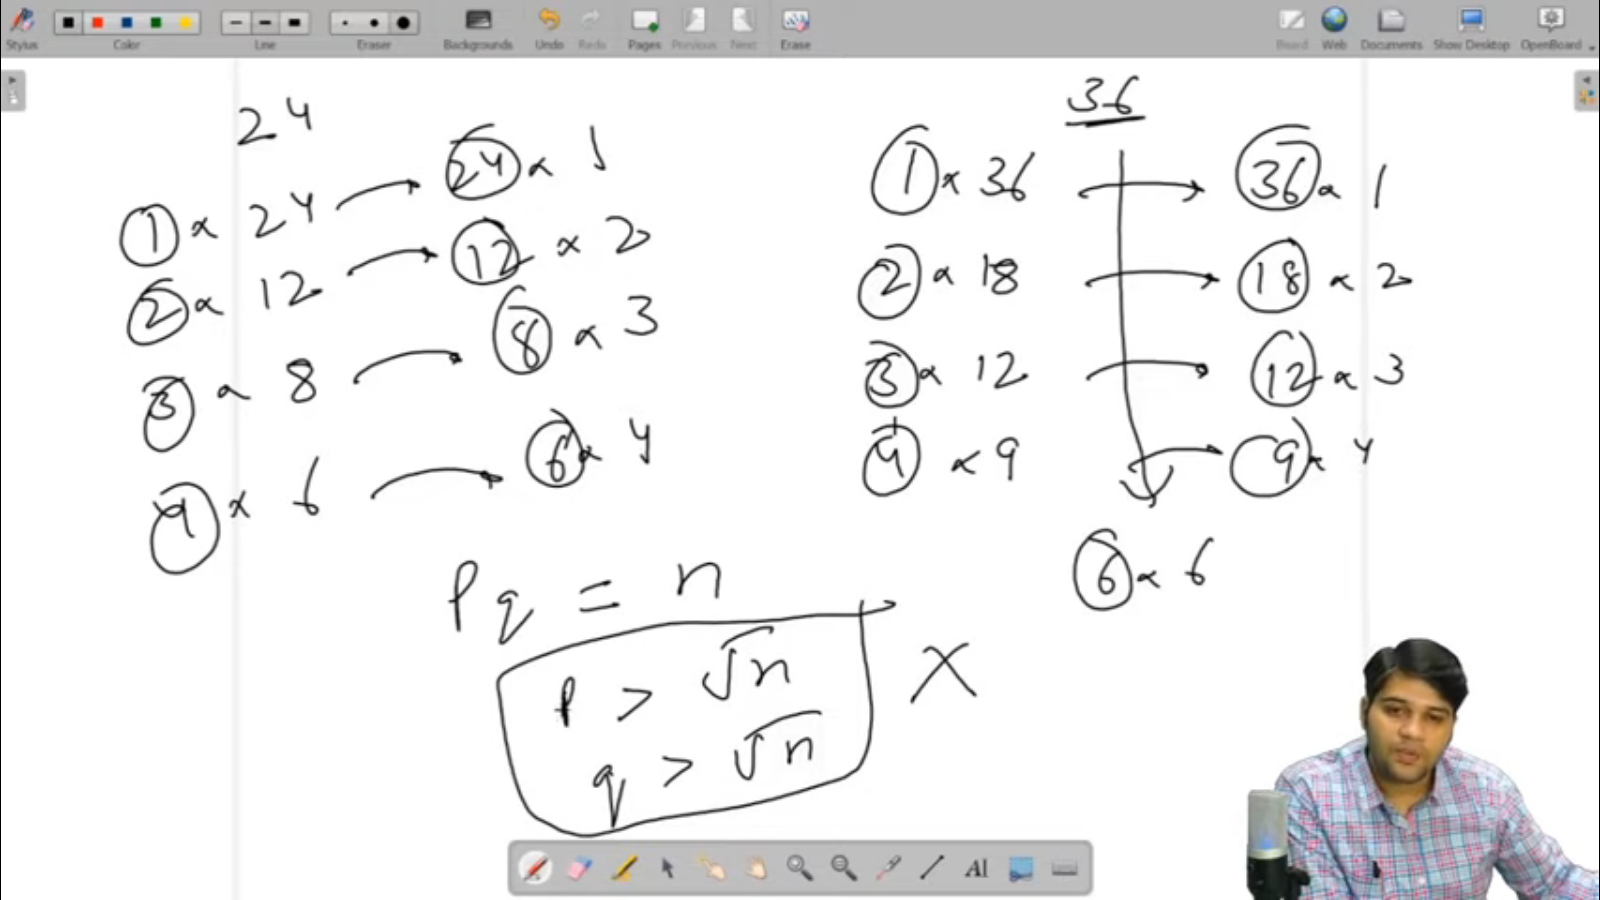 Stylus Color Line Eraser Backgrounds Undo Redo Pages Previous Next Erase Board Web Documents Show Desktop OpenBoard
24
1 × 24 → 24 × 1
2 × 12 → 12 × 2
3 × 8 → 8 × 3
4 × 6 → 6 × 4
36
1 × 36 → 36 × 1
2 × 18 → 18 × 2
3 × 12 → 12 × 3
4 × 9 → 9 × 4
6 × 6
pq = n
p > √n
q > √n
X
AI